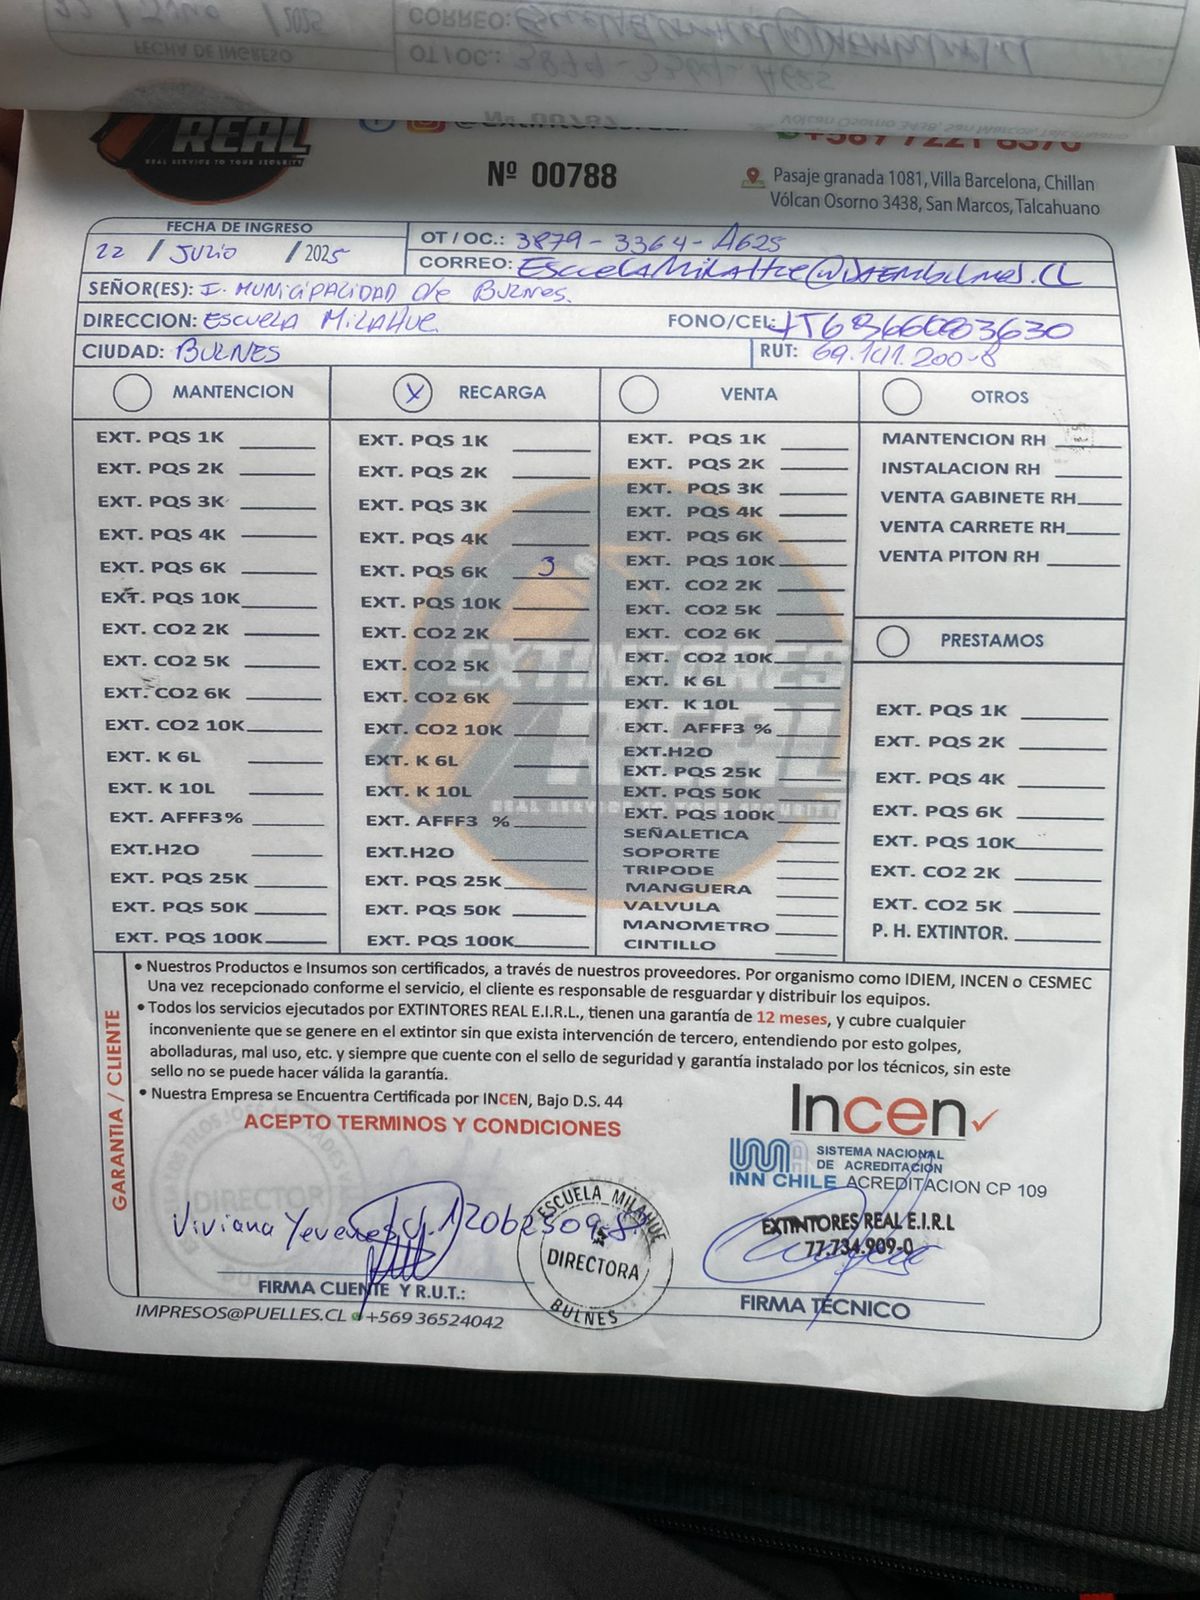 FECHA DE INGRESO
OT/OC.: 3879-3364-A625
CORREO:
REAL
REAL SERVICE TO YOUR SECURITY
Nº 00788
Pasaje granada 1081, Villa Barcelona, Chillan
Vólcan Osorno 3438, San Marcos, Talcahuano
FECHA DE INGRESO
22 / JULIO / 2025
OT / OC.: 3879-3364-A625
CORREO: EscuelaMilahue@DAEMbulnes.CL
SEÑOR(ES): I. MUNICIPALIDAD de BULNES.
DIRECCION: ESCUELA MILAHUE
FONO/CEL:
CIUDAD: BULNES
RUT: 69.141.200-8
MANTENCION
EXT. PQS 1K
EXT. PQS 2K
EXT. PQS 3K
EXT. PQS 4K
EXT. PQS 6K
EXT. PQS 10K
EXT. CO2 2K
EXT. CO2 5K
EXT. CO2 6K
EXT. CO2 10K
EXT. K 6L
EXT. K 10L
EXT. AFFF3%
EXT.H2O
EXT. PQS 25K
EXT. PQS 50K
EXT. PQS 100K
X RECARGA
EXT. PQS 1K
EXT. PQS 2K
EXT. PQS 3K
EXT. PQS 4K
EXT. PQS 6K 3
EXT. PQS 10K
EXT. CO2 2K
EXT. CO2 5K
EXT. CO2 6K
EXT. CO2 10K
EXT. K 6L
EXT. K 10L
EXT. AFFF3 %
EXT.H2O
EXT. PQS 25K
EXT. PQS 50K
EXT. PQS 100K
VENTA
EXT. PQS 1K
EXT. PQS 2K
EXT. PQS 3K
EXT. PQS 4K
EXT. PQS 6K
EXT. PQS 10K
EXT. CO2 2K
EXT. CO2 5K
EXT. CO2 6K
EXT. CO2 10K
EXT. K 6L
EXT. K 10L
EXT. AFFF3 %
EXT.H2O
EXT. PQS 25K
EXT. PQS 50K
EXT. PQS 100K
SEÑALETICA
SOPORTE
TRIPODE
MANGUERA
VALVULA
MANOMETRO
CINTILLO
OTROS
MANTENCION RH
INSTALACION RH
VENTA GABINETE RH
VENTA CARRETE RH
VENTA PITON RH
PRESTAMOS
EXT. PQS 1K
EXT. PQS 2K
EXT. PQS 4K
EXT. PQS 6K
EXT. PQS 10K
EXT. CO2 2K
EXT. CO2 5K
P. H. EXTINTOR.
EXTINTORES
REAL
REAL SERVICE TO YOUR SECURITY
GARANTIA / CLIENTE
• Nuestros Productos e Insumos son certificados, a través de nuestros proveedores. Por organismo como IDIEM, INCEN o CESMEC
Una vez recepcionado conforme el servicio, el cliente es responsable de resguardar y distribuir los equipos.
• Todos los servicios ejecutados por EXTINTORES REAL E.I.R.L., tienen una garantía de 12 meses, y cubre cualquier
inconveniente que se genere en el extintor sin que exista intervención de tercero, entendiendo por esto golpes,
abolladuras, mal uso, etc. y siempre que cuente con el sello de seguridad y garantía instalado por los técnicos, sin este
sello no se puede hacer válida la garantía.
• Nuestra Empresa se Encuentra Certificada por INCEN, Bajo D.S. 44
ACEPTO TERMINOS Y CONDICIONES
Incen
INN CHILE
SISTEMA NACIONAL
DE ACREDITACIÓN
ACREDITACION CP 109
DIRECTOR
Viviana Yevenes
ESCUELA MILAHUE
DIRECTORA
BULNES
EXTINTORES REAL E.I.R.L
77.734.909-0
FIRMA CLIENTE Y R.U.T.:
FIRMA TÉCNICO
IMPRESOS@PUELLES.CL +569 36524042